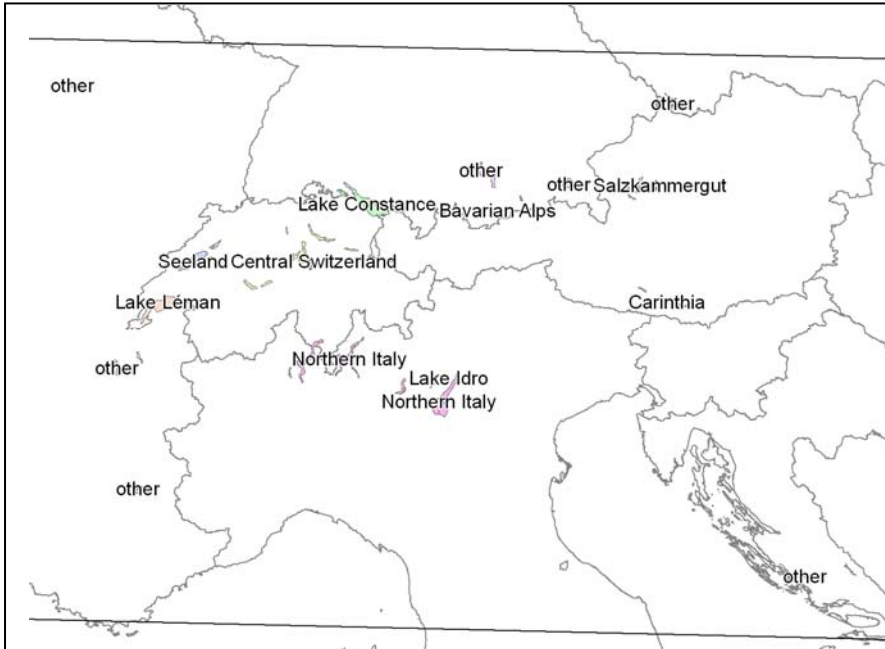 other
other
other
other Salzkammergut
Lake Constance
Bavarian Alps
Seeland Central Switzerland
Lake Léman
Carinthia
Northern Italy
other
Lake Idro
Northern Italy
other
other